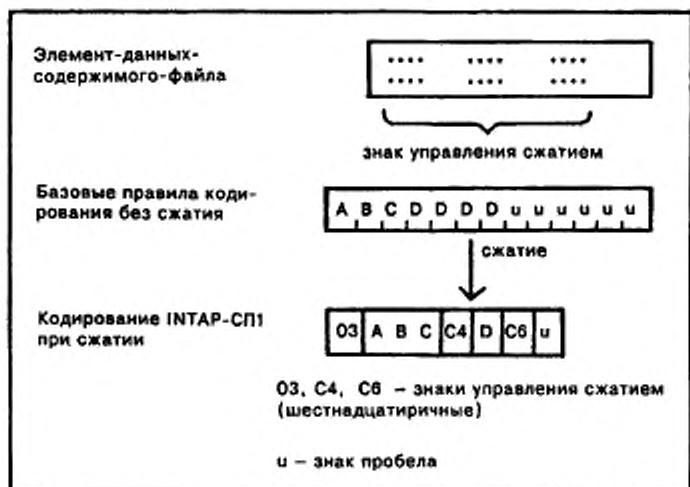 Элемент-данных-
содержимого-файла
знак управления сжатием
Базовые правила коди-
рования без сжатия
A B C D D D D u u u u u u
сжатие
Кодирование INTAP-СП1
при сжатии
03 A B C C4 D C6 u
03, C4, C6 – знаки управления сжатием
(шестнадцатиричные)
u – знак пробела